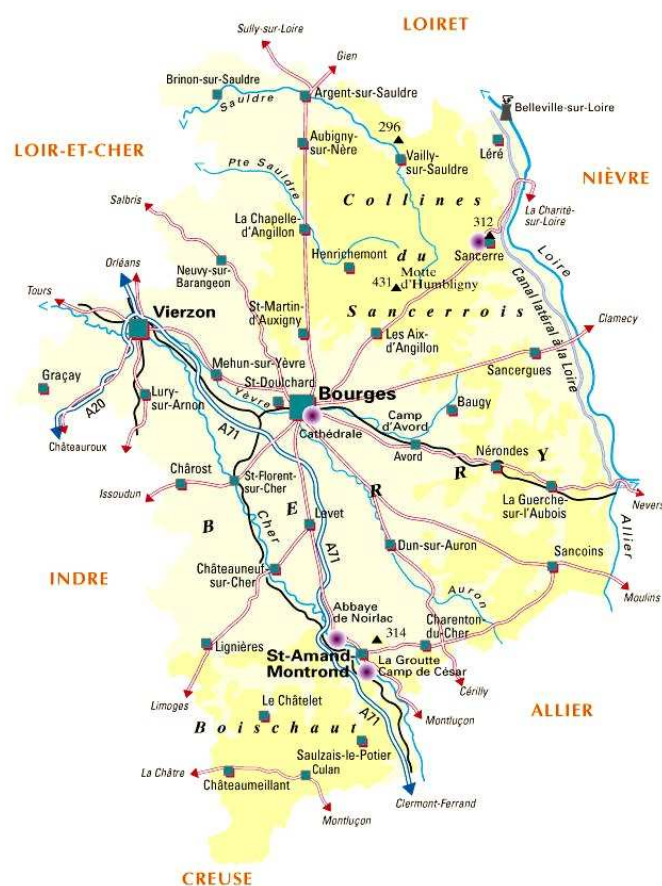 LOIRET
Sully-sur-Loire
Gien
Brinon-sur-Sauldre
Sauldre
Argent-sur-Sauldre
Belleville-sur-Loire
Aubigny-
sur-Nère
296
Vailly-
sur-Sauldre
Léré
LOIR-ET-CHER
NIÈVRE
Pte Sauldre
Salbris
Collines
La Charité-
sur-Loire
La Chapelle-
d'Angillon
312
Sancerre
Loire
Orléans
Neuvy-sur-
Barangeon
Henrichemont
du
431
Motte
d'Humbligny
Canal latéral à la Loire
Tours
Vierzon
St-Martin-
d'Auxigny
Sancerrois
Les Aix-
d'Angillon
Clamecy
Graçay
Mehun-sur-Yèvre
Sancergues
A20
Lury-
sur-Arnon
St-Doulchard
Yèvre
Bourges
Baugy
A71
Cathédrale
Camp
d'Avord
Châteauroux
Avord
Nérondes
Y
Chârost
St-Florent-
sur-Cher
R
R
La Guerche-
sur-l'Aubois
Nevers
Issoudun
B
E
Cher
Levet
Allier
A71
Dun-sur-Auron
Sancoins
INDRE
Châteauneuf-
sur-Cher
Auron
Moulins
Abbaye
de Noirlac
314
Charenton-
du-Cher
Lignières
St-Amand-
Montrond
La Groutte
Camp de César
Cérilly
ALLIER
Limoges
Le Châtelet
A71
Montluçon
Boischaut
Saulzais-le-Potier
La Châtre
Culan
Châteaumeillant
Clermont-Ferrand
Montluçon
CREUSE